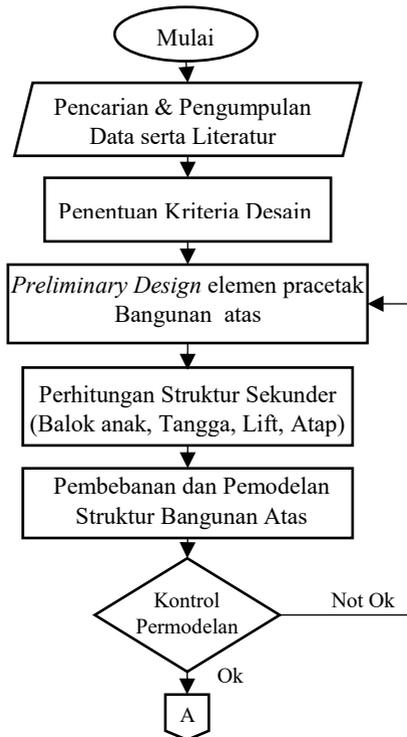 Mulai
Pencarian & Pengumpulan
Data serta Literatur
Penentuan Kriteria Desain
Preliminary Design elemen pracetak
Bangunan atas
Perhitungan Struktur Sekunder
(Balok anak, Tangga, Lift, Atap)
Pembebanan dan Pemodelan
Struktur Bangunan Atas
Kontrol
Permodelan
Not Ok
Ok
A